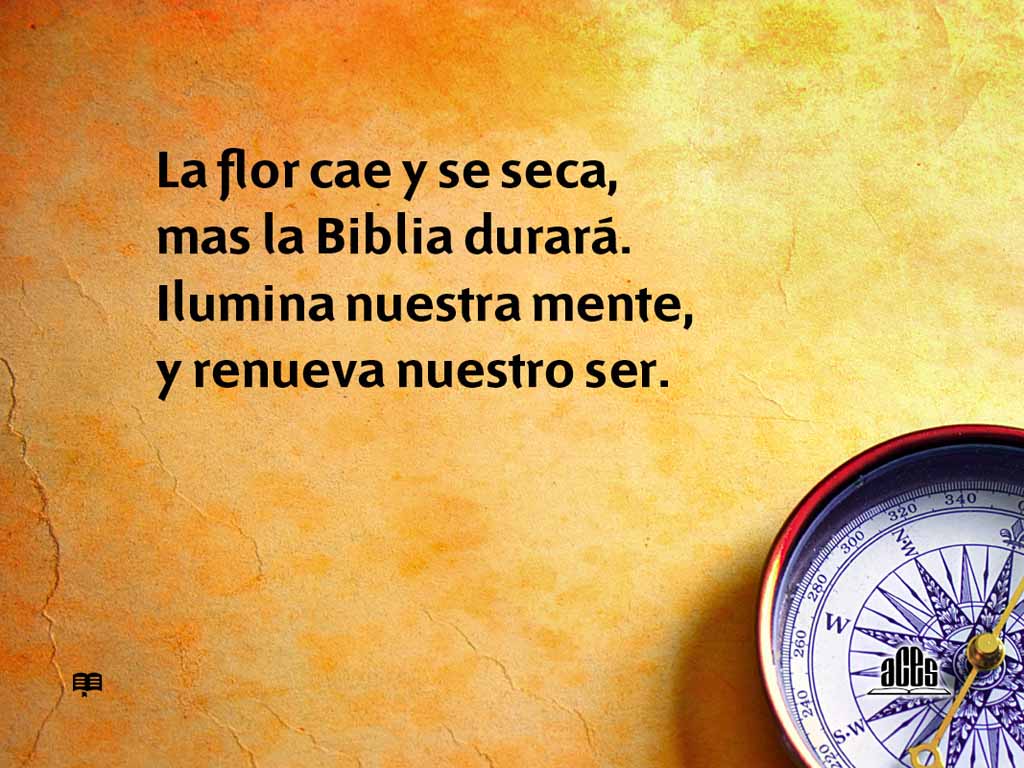 La flor cae y se seca,
mas la Biblia durará.
Ilumina nuestra mente,
y renueva nuestro ser.
340
320
N-W
300
280
W
260
240
S-W
220
aces